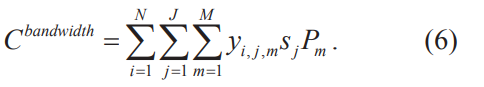 $C^{bandwidth} = \sum_{i=1}^{N} \sum_{j=1}^{J} \sum_{m=1}^{M} y_{i,j,m} s_j P_m .$ (6)